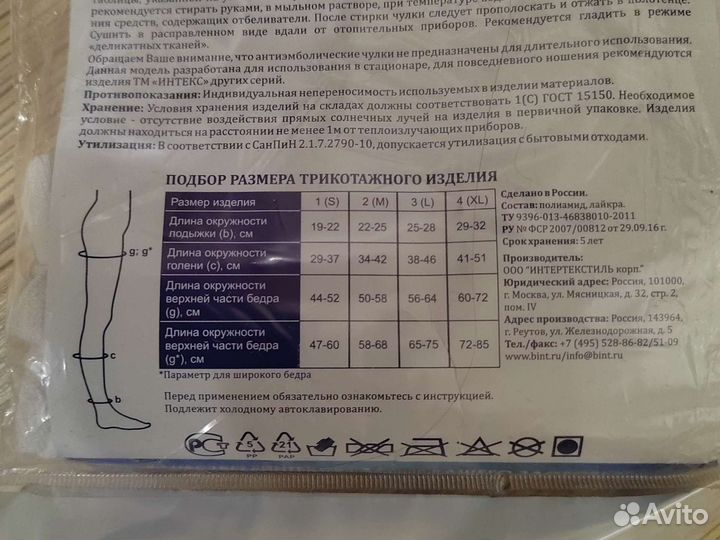 рекомендуется стирать руками, в мыльном растворе, при температуре
ния средств, содержащих отбеливатели. После стирки чулки следует прополоскать и отжать в полотенце.
Сушить в расправленном виде вдали от отопительных приборов. Рекомендуется гладить в режиме
«деликатных тканей».
Обращаем Ваше внимание, что антиэмболические чулки не предназначены для длительного использования.
Данная модель разработана для использования в стационаре, для повседневного ношения рекомендуются
изделия ТМ «ИНТЕКС» других серий.
Противопоказания: Индивидуальная непереносимость используемых в изделии материалов.
Хранение: Условия хранения изделий на складах должны соответствовать 1(С) ГОСТ 15150. Необходимое
условие - отсутствие воздействия прямых солнечных лучей на изделия в первичной упаковке. Изделия
должны находиться на расстоянии не менее 1м от теплоизлучающих приборов.
Утилизация: В соответствии с СанПиН 2.1.7.2790-10, допускается утилизация с бытовыми отходами.
ПОДБОР РАЗМЕРА ТРИКОТАЖНОГО ИЗДЕЛИЯ
Размер изделия 1 (S) 2 (M) 3 (L) 4 (XL)
Длина окружности
лодыжки (b), см 19-22 22-25 25-28 29-32
Длина окружности
голени (c), см 29-37 34-42 38-46 41-51
Длина окружности
верхней части бедра
(g), см 44-52 50-58 56-64 60-72
Длина окружности
верхней части бедра
(g*), см 47-60 58-68 65-75 72-85
*Параметр для широкого бедра
g; g*
c
b
Сделано в России.
Состав: полиамид, лайкра.
ТУ 9396-013-46838010-2011
РУ № ФСР 2007/00812 от 29.09.16 г.
Срок хранения: 5 лет
Производитель:
ООО "ИНТЕРТЕКСТИЛЬ корп."
Юридический адрес: Россия, 101000,
г. Москва, ул. Мясницкая, д. 32, стр. 2,
пом. IV
Адрес производства: Россия, 143964,
г. Реутов, ул. Железнодорожная, д. 5
Тел./факс: +7 (495) 528-86-82/51-09
www.bint.ru/info@bint.ru
Перед применением обязательно ознакомьтесь с инструкцией.
Подлежит холодному автоклавированию.
РСТ
5
PP
21
PAP
Avito